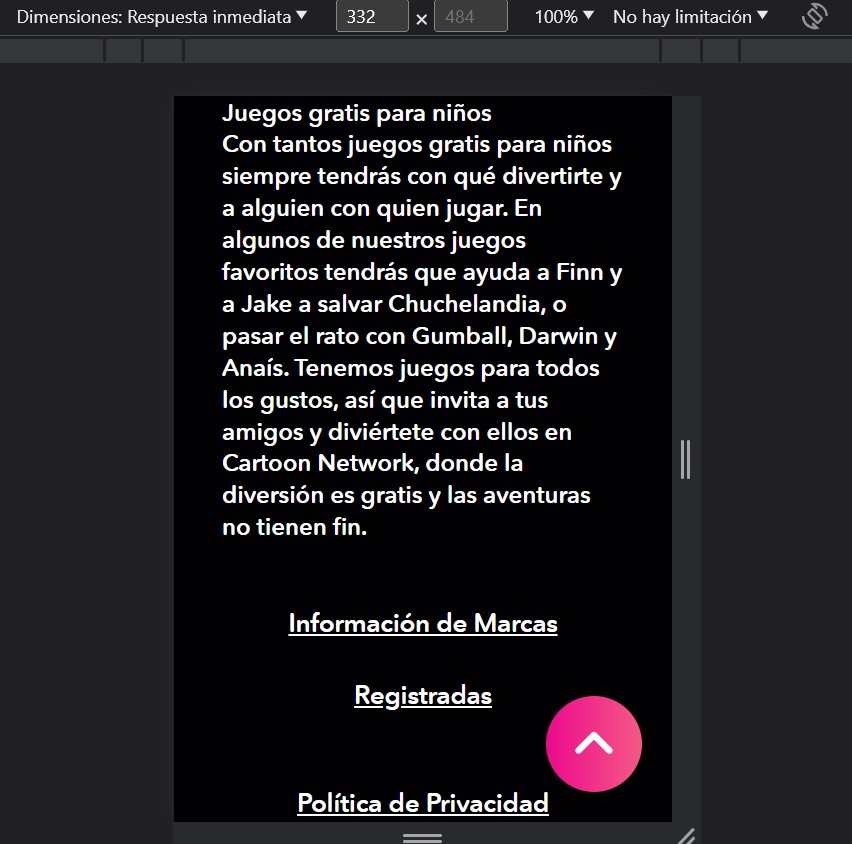 Dimensiones: Respuesta inmediata ▼ 332 × 484 100% ▼ No hay limitación ▼
Juegos gratis para niños
Con tantos juegos gratis para niños
siempre tendrás con qué divertirte y
a alguien con quien jugar. En
algunos de nuestros juegos
favoritos tendrás que ayuda a Finn y
a Jake a salvar Chuchelandia, o
pasar el rato con Gumball, Darwin y
Anaís. Tenemos juegos para todos
los gustos, así que invita a tus
amigos y diviértete con ellos en
Cartoon Network, donde la
diversión es gratis y las aventuras
no tienen fin.
Información de Marcas
Registradas
Política de Privacidad